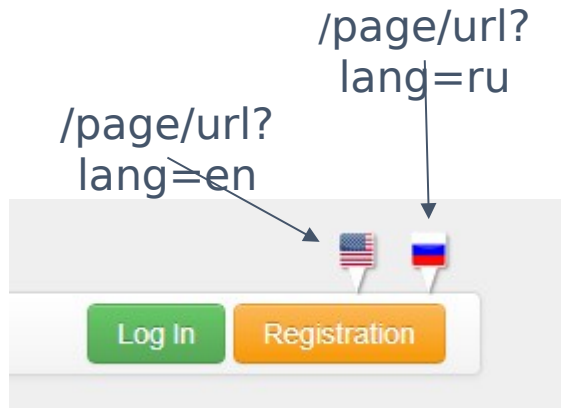 /page/url?
lang=ru
/page/url?
lang=en
Log In
Registration